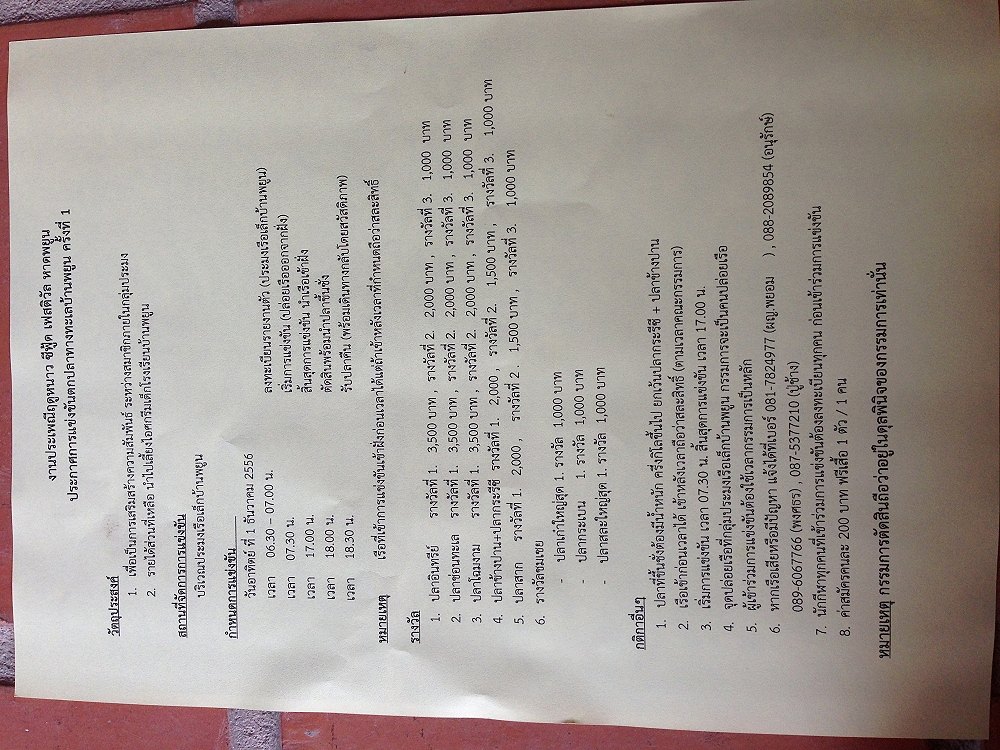 งานประเพณีฤดูหนาว ซีฟู้ด เฟสติวัล หาดพยูน
ประกาศการแข่งขันตกปลาทางทะเลบ้านพยูน ครั้งที่ 1
วัตถุประสงค์
1. เพื่อเป็นการเสริมสร้างความสัมพันธ์ ระหว่างสมาชิกภายในกลุ่มประมง
2. รายได้ส่วนที่เหลือ นำไปเลี้ยงไอศกรีมเด็กโรงเรียนบ้านพยูน
สถานที่จัดการการแข่งขัน
บริเวณประมงเรือเล็กบ้านพยูน
กำหนดการแข่งขัน
วันอาทิตย์ ที่ 1 ธันวาคม 2556
เวลา 06.30 – 07.00 น. ลงทะเบียนรายงานตัว (ประมงเรือเล็กบ้านพยูน)
เวลา 07.30 น. เริ่มการแข่งขัน (ปล่อยเรือออกจากฝั่ง)
เวลา 17.00 น. สิ้นสุดการแข่งขัน นำเรือเข้าฝั่ง
เวลา 18.00 น. ตัดสินพร้อมนำปลาขึ้นชั่ง
เวลา 18.30 น. รับปลาคืน (พร้อมเดินทางกลับโดยสวัสดิภาพ)
หมายเหตุ เรือที่เข้าการแข่งขันเข้าฝั่งก่อนเวลาได้แต่ถ้าเข้าหลังเวลาที่กำหนดถือว่าสละสิทธิ์
รางวัล
1. ปลาอินทรีย์ รางวัลที่ 1. 3,500 บาท , รางวัลที่ 2. 2,000 บาท , รางวัลที่ 3. 1,000 บาท
2. ปลาช่อนทะเล รางวัลที่ 1. 3,500 บาท , รางวัลที่ 2. 2,000 บาท , รางวัลที่ 3. 1,000 บาท
3. ปลาโฉมงาม รางวัลที่ 1. 3,500 บาท , รางวัลที่ 2. 2,000 บาท , รางวัลที่ 3. 1,000 บาท
4. ปลาข้างปาน+ปลากระรีชี รางวัลที่ 1. 2,000 , รางวัลที่ 2. 1,500 บาท , รางวัลที่ 3. 1,000 บาท
5. ปลาสาก รางวัลที่ 1. 2,000 , รางวัลที่ 2. 1,500 บาท , รางวัลที่ 3. 1,000 บาท
6. รางวัลชมเชย
- ปลาเก๋าใหญ่สุด 1. รางวัล 1,000 บาท
- ปลากระเบน 1. รางวัล 1,000 บาท
- ปลาสละใหญ่สุด 1. รางวัล 1,000 บาท
กติกาอื่นๆ
1. ปลาที่ขึ้นชั่งต้องมีน้ำหนัก ครึ่งกิโลขึ้นไป ยกเว้นปลากระรีชี + ปลาข้างปาน
2. เรือเข้าก่อนเวลาได้ เข้าหลังเวลาถือว่าสละสิทธิ์ (ตามเวลาคณะกรรมการ)
3. เริ่มการแข่งขัน เวลา 07.30 น. สิ้นสุดการแข่งขัน เวลา 17.00 น.
4. จุดปล่อยเรือที่กลุ่มประมงเรือเล็กบ้านพยูน กรรมการจะเป็นคนปล่อยเรือ
5. ผู้เข้าร่วมการแข่งขันต้องใช้เวลากรรมการเป็นหลัก
6. หากเรือเสียหรือมีปัญหา แจ้งได้ที่เบอร์ 081-7824977 (ผญ.พยอม ) , 088-2089854 (อนุรักษ์)
089-6067766 (พงศธร) , 087-5377210 (ปู่ช้าง)
7. นักกีฬาทุกคนที่เข้าร่วมการแข่งขันต้องลงทะเบียนทุกคน ก่อนเข้าร่วมการแข่งขัน
8. ค่าสมัครคนละ 200 บาท ฟรีเสื้อ 1 ตัว / 1 คน
หมายเหตุ กรรมการตัดสินถือว่าอยู่ในดุลพินิจของกรรมการเท่านั้น